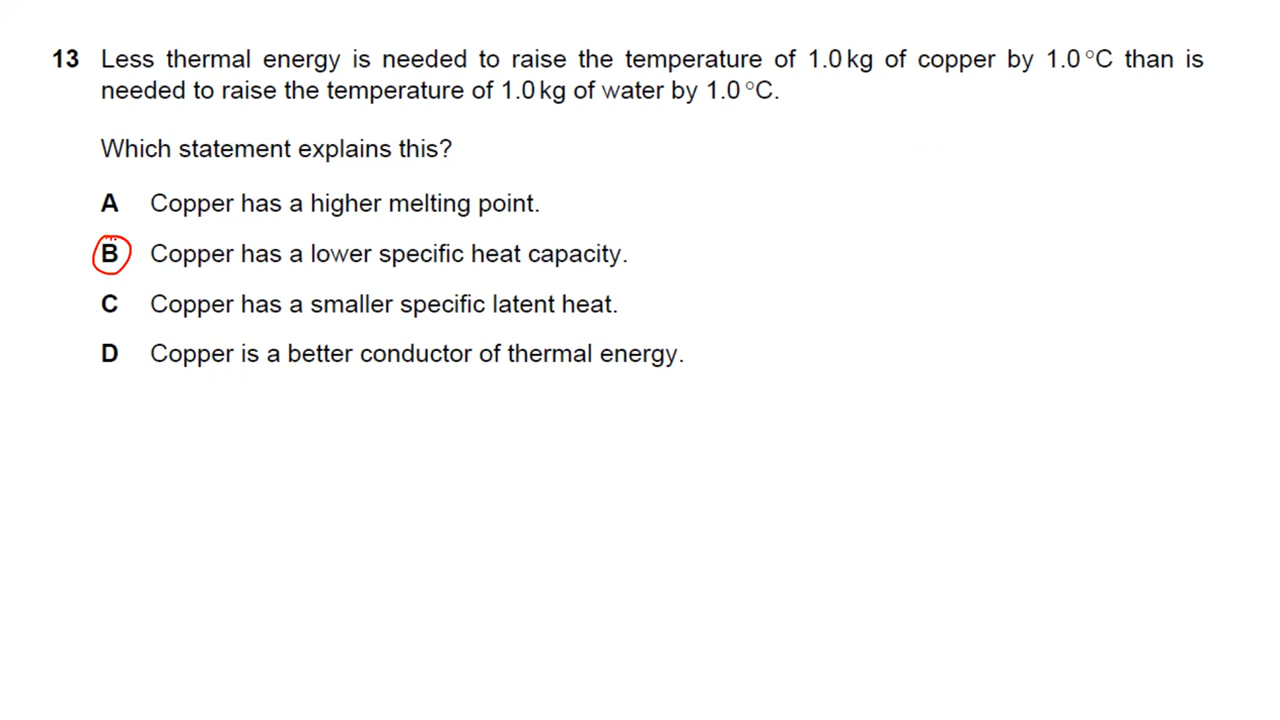 13 Less thermal energy is needed to raise the temperature of 1.0 kg of copper by 1.0 °C than is
needed to raise the temperature of 1.0 kg of water by 1.0 °C.
Which statement explains this?
A Copper has a higher melting point.
B Copper has a lower specific heat capacity.
C Copper has a smaller specific latent heat.
D Copper is a better conductor of thermal energy.